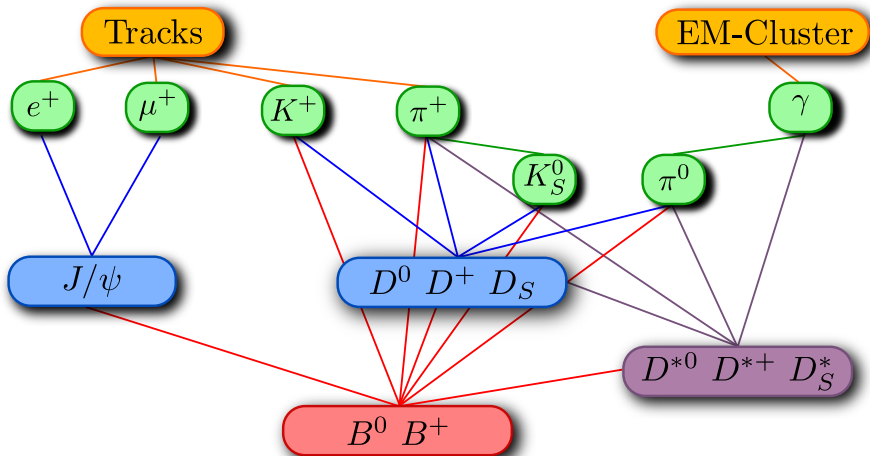 Tracks EM-Cluster
e⁺ μ⁺ K⁺ π⁺ γ
K⁰_S π⁰
J/ψ D⁰ D⁺ D_S
D*⁰ D*⁺ D*_S
B⁰ B⁺